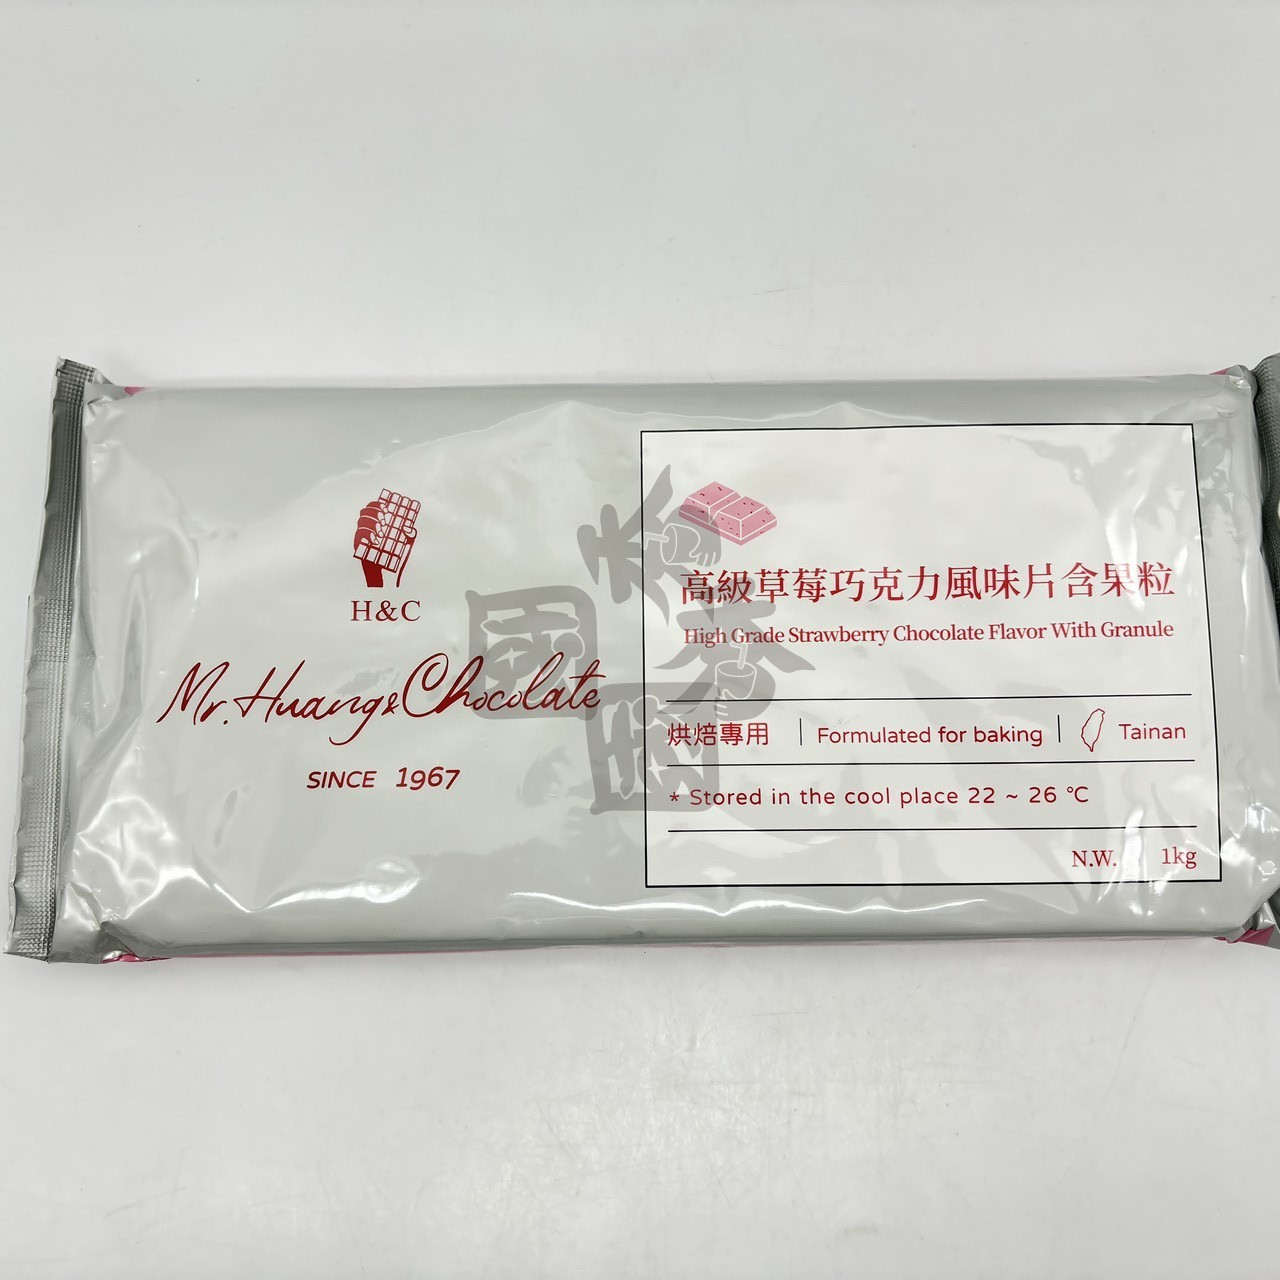 H&C
Mr. Huang & Chocolate
SINCE 1967
高級草莓巧克力風味片含果粒
High Grade Strawberry Chocolate Flavor With Granule
烘焙專用 | Formulated for baking | Tainan
* Stored in the cool place 22 ~ 26 ℃
N.W. : 1kg